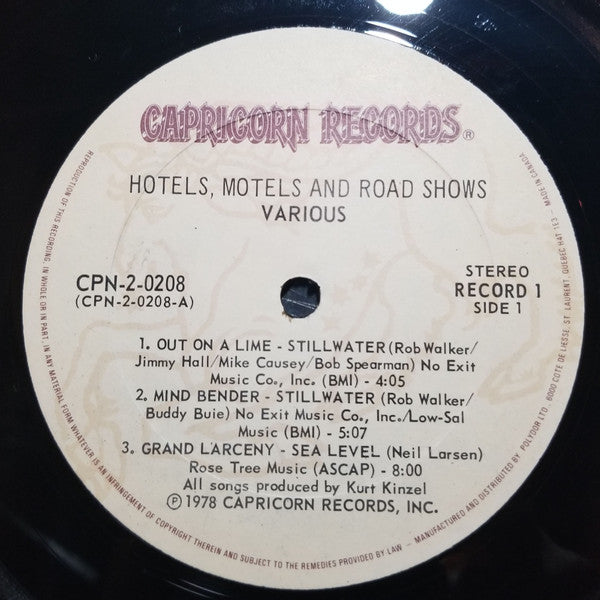 CAPRICORN RECORDS®
HOTELS, MOTELS AND ROAD SHOWS
VARIOUS
CPN-2-0208
(CPN-2-0208-A)
STEREO
RECORD 1
SIDE 1
1. OUT ON A LIME - STILLWATER (Rob Walker/
Jimmy Hall/Mike Causey/Bob Spearman) No Exit
Music Co., Inc. (BMI) - 4:05
2. MIND BENDER - STILLWATER (Rob Walker/
Buddy Buie) No Exit Music Co., Inc./Low-Sal
Music (BMI) - 5:07
3. GRAND LARCENY - SEA LEVEL (Neil Larsen)
Rose Tree Music (ASCAP) - 8:00
All songs produced by Kurt Kinzel
Ⓟ 1978 CAPRICORN RECORDS, INC.
REPRODUCTION OF THIS RECORDING, IN WHOLE OR IN PART, IN ANY MATERIAL FORM WHATEVER IS AN INFRINGEMENT OF COPYRIGHT THEREIN AND SUBJECT TO THE REMEDIES PROVIDED BY LAW – MANUFACTURED AND DISTRIBUTED BY POLYDOR LTD. 6000 COTE DE LIESSE, ST LAURENT, QUEBEC H4T 1E3 • MADE IN CANADA